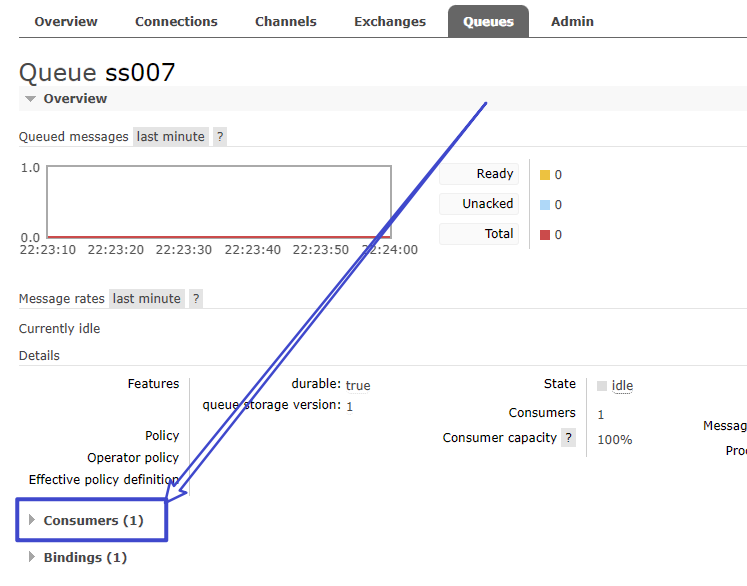 Overview Connections Channels Exchanges Queues Admin
Queue ss007
Overview
Queued messages last minute ?
1.0
0.0
22:23:10 22:23:20 22:23:30 22:23:40 22:23:50 22:24:00
Ready 0
Unacked 0
Total 0
Message rates last minute ?
Currently idle
Details
Features durable: true
queue storage version: 1
Policy
Operator policy
Effective policy definition
State idle
Consumers 1
Consumer capacity ? 100%
Messag
Proc
Consumers (1)
Bindings (1)